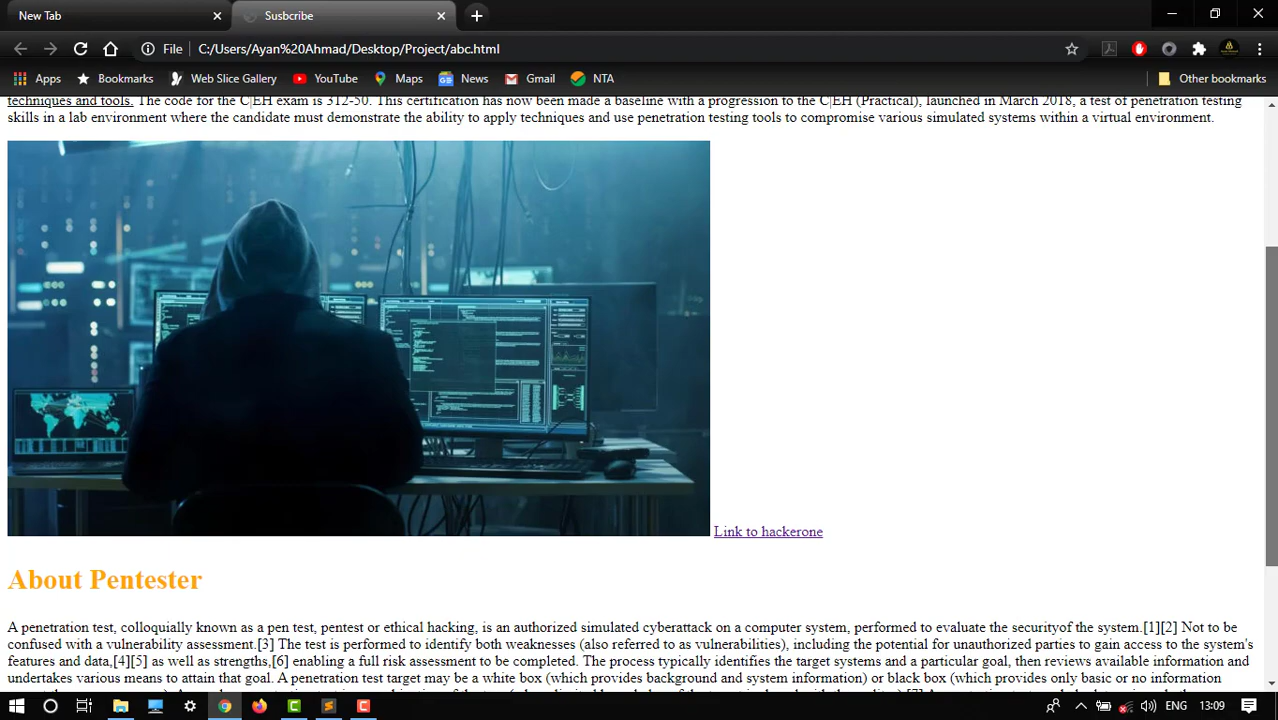 New Tab
Susbcribe
File
C:/Users/Ayan%20Ahmad/Desktop/Project/abc.html
Apps
Bookmarks
Web Slice Gallery
YouTube
Maps
News
Gmail
NTA
Other bookmarks
techniques and tools. The code for the C|EH exam is 312-50. This certification has now been made a baseline with a progression to the C|EH (Practical), launched in March 2018, a test of penetration testing
skills in a lab environment where the candidate must demonstrate the ability to apply techniques and use penetration testing tools to compromise various simulated systems within a virtual environment.
Link to hackerone
About Pentester
A penetration test, colloquially known as a pen test, pentest or ethical hacking, is an authorized simulated cyberattack on a computer system, performed to evaluate the securityof the system.[1][2] Not to be
confused with a vulnerability assessment.[3] The test is performed to identify both weaknesses (also referred to as vulnerabilities), including the potential for unauthorized parties to gain access to the system's
features and data,[4][5] as well as strengths,[6] enabling a full risk assessment to be completed. The process typically identifies the target systems and a particular goal, then reviews available information and
undertakes various means to attain that goal. A penetration test target may be a white box (which provides background and system information) or black box (which provides only basic or no information
ENG
13:09